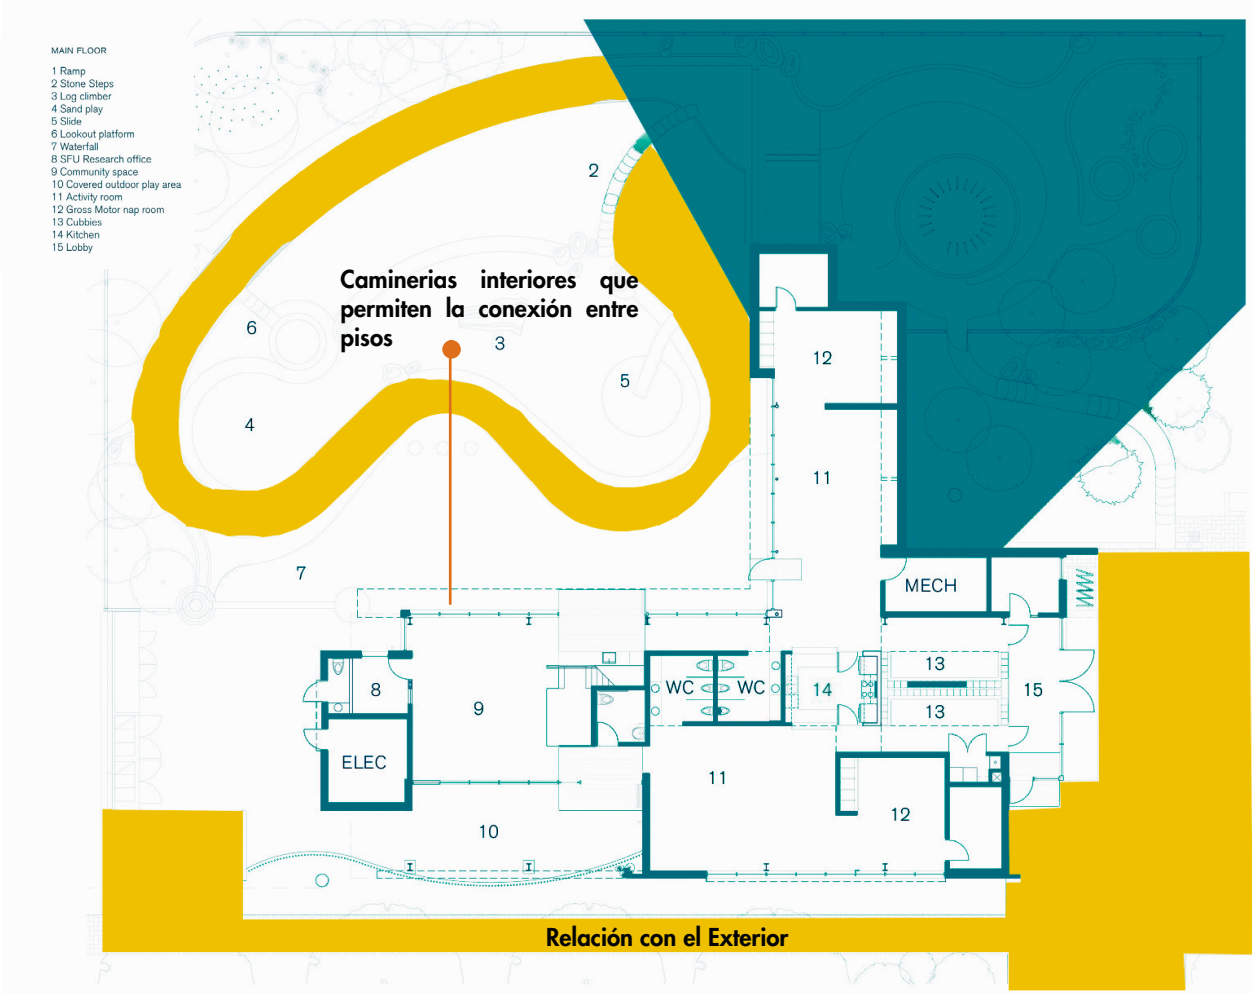 MAIN FLOOR
1 Ramp
2 Stone Steps
3 Log climber
4 Sand play
5 Slide
6 Lookout platform
7 Waterfall
8 SFU Research office
9 Community space
10 Covered outdoor play area
11 Activity room
12 Gross Motor nap room
13 Cubbies
14 Kitchen
15 Lobby
2
Caminerias interiores que
permiten la conexión entre
pisos
6
3
12
5
4
11
7
MECH
13
8
WC
WC
14
15
9
13
ELEC
11
12
10
Relación con el Exterior